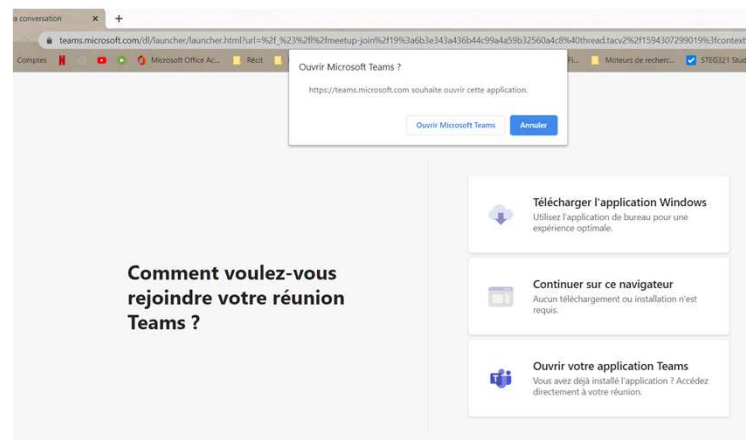 a conversation × +
teams.microsoft.com/dl/launcher/launcher.html?url=%2f_%23%2fl%2fmeetup-join%2f19%3a6b3e343a436b44c99a4a59b32560a4c8%40thread.tacv2%2f1594307299019%3fcontext
Comptes Microsoft Office Ac... Récit Fi... Moteurs de recherc... STEG321 Stud
Ouvrir Microsoft Teams ?
https://teams.microsoft.com souhaite ouvrir cette application.
Ouvrir Microsoft Teams Annuler
Comment voulez-vous
rejoindre votre réunion
Teams ?
Télécharger l'application Windows
Utilisez l'application de bureau pour une
expérience optimale.
Continuer sur ce navigateur
Aucun téléchargement ou installation n'est
requis.
Ouvrir votre application Teams
Vous avez déjà installé l'application ? Accédez
directement à votre réunion.